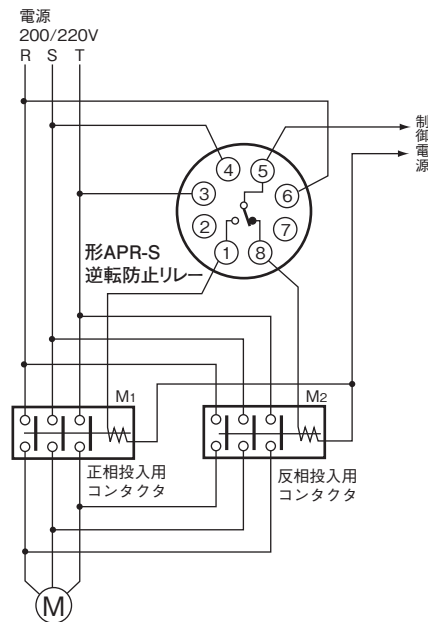 電源
200/220V
R S T
制御電源
4 5
3 6
2 7
1 8
形APR-S
逆転防止リレー
M1
M2
正相投入用
コンタクタ
反相投入用
コンタクタ
M